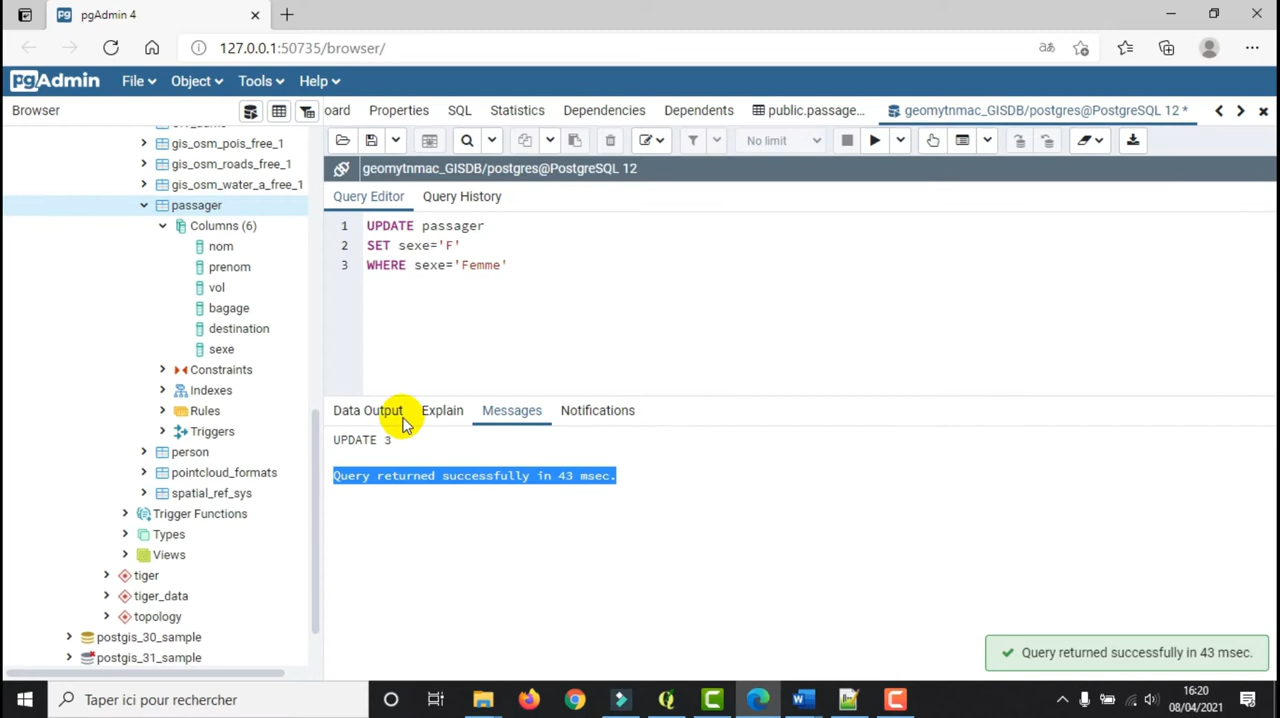 pgAdmin 4
127.0.0.1:50735/browser/
pgAdmin File Object Tools Help
Browser
oard Properties SQL Statistics Dependencies Dependents public.passage... geomytnmac_GISDB/postgres@PostgreSQL 12 *
No limit
geomytnmac_GISDB/postgres@PostgreSQL 12
Query Editor Query History
1 UPDATE passager
2 SET sexe='F'
3 WHERE sexe='Femme'
gis_osm_pois_free_1
gis_osm_roads_free_1
gis_osm_water_a_free_1
passager
Columns (6)
nom
prenom
vol
bagage
destination
sexe
Constraints
Indexes
Rules
Triggers
person
pointcloud_formats
spatial_ref_sys
Trigger Functions
Types
Views
tiger
tiger_data
topology
postgis_30_sample
postgis_31_sample
Data Output Explain Messages Notifications
UPDATE 3
Query returned successfully in 43 msec.
Query returned successfully in 43 msec.
Taper ici pour rechercher
16:20
08/04/2021